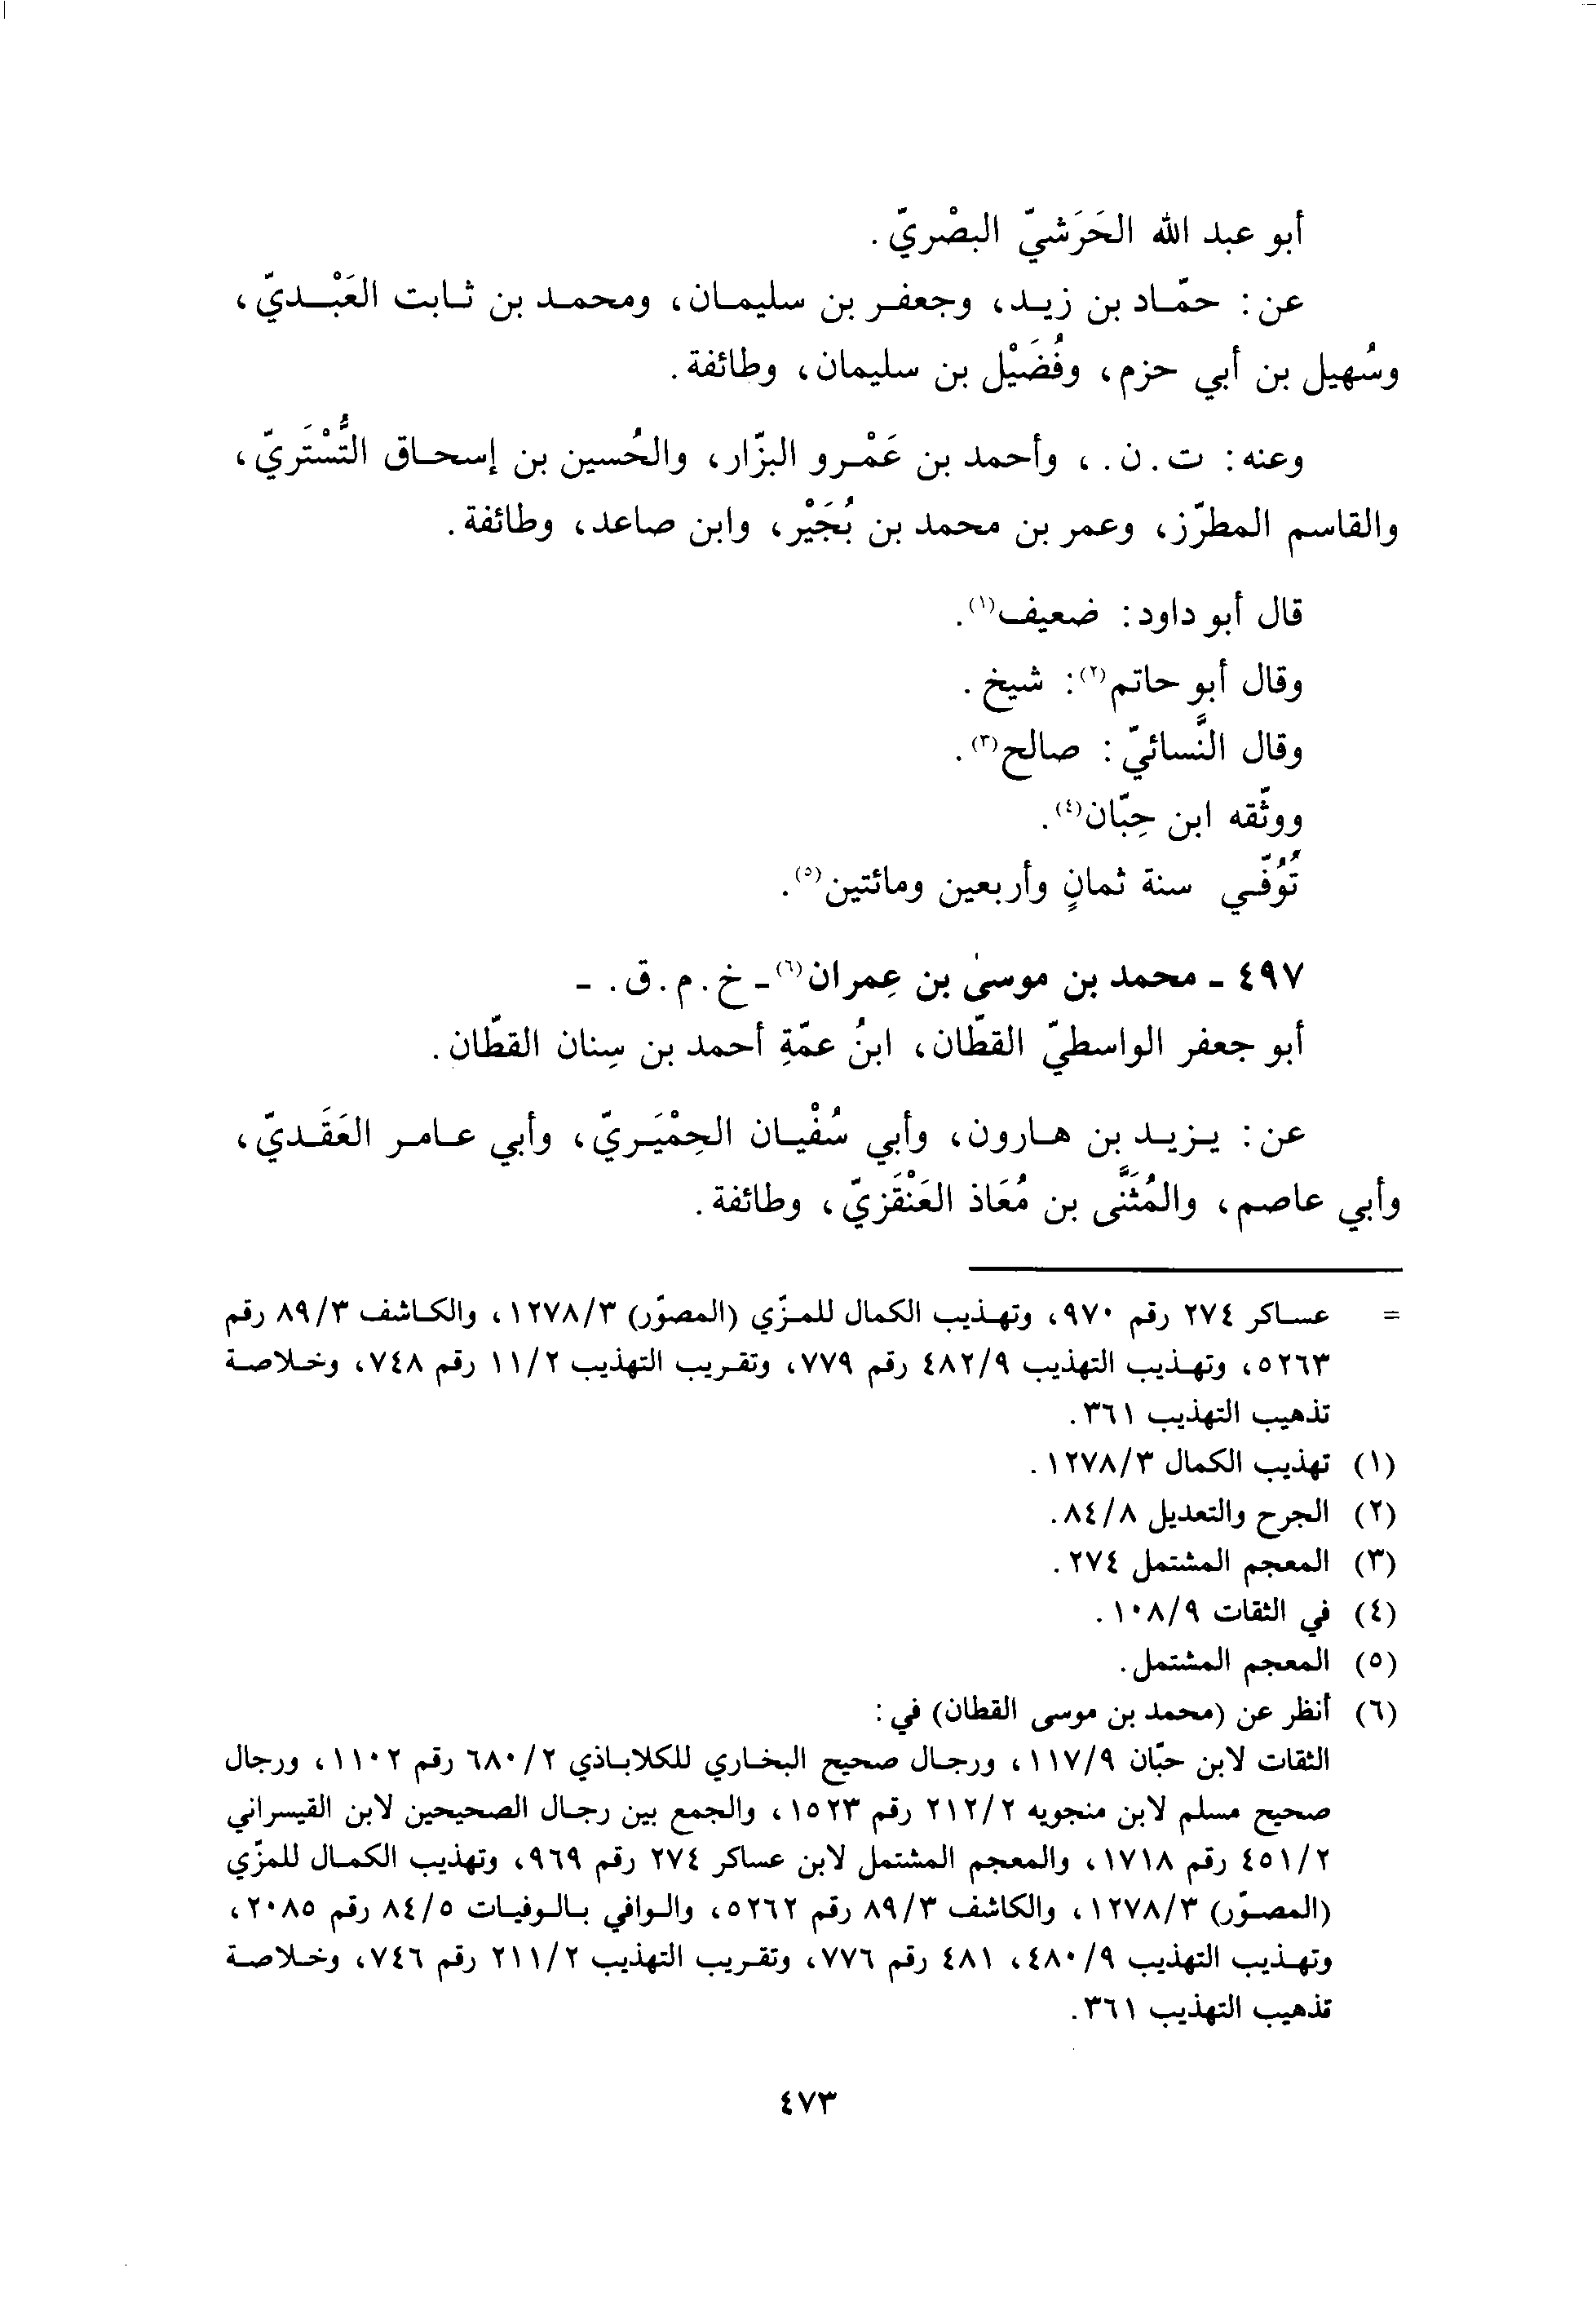 أبو عبد الله الحَرَشيّ البصْريّ.
عن: حمّاد بن زيد، وجعفر بن سليمان، ومحمد بن ثابت العَبْديّ،
وسُهيل بن أبي حزم، وفُضَيْل بن سليمان، وطائفة.
وعنه: ت. ن.، وأحمد بن عَمْرو البزّار، والحُسين بن إسحاق التُّسْتَريّ،
والقاسم المطرّز، وعمر بن محمد بن بُجَيْر، وابن صاعد، وطائفة.
قال أبو داود: ضعيف(١).
وقال أبو حاتم(٢): شيخ.
وقال النَّسائيّ: صالح(٣).
ووثّقه ابن حِبّان(٤).
تُوُفّي سنة ثمانٍ وأربعين ومائتين(٥).
٤٩٧ - محمد بن موسىٰ بن عِمران(٦) - خ. م. ق. -
أبو جعفر الواسطيّ القطّان، ابنُ عمّةِ أحمد بن سِنان القطّان.
عن: يزيد بن هارون، وأبي سُفْيان الحِمْيَريّ، وأبي عامر العَقَديّ،
وأبي عاصم، والمُثَنَّى بن مُعَاذ العَنْقَزيّ، وطائفة.
= عساكر ٢٧٤ رقم ٩٧٠، وتهذيب الكمال للمزّي (المصوّر) ١٢٧٨/٣، والكاشف ٨٩/٣ رقم
٥٢٦٣، وتهذيب التهذيب ٤٨٢/٩ رقم ٧٧٩، وتقريب التهذيب ١١/٢ رقم ٧٤٨، وخلاصة
تذهيب التهذيب ٣٦١.
(١) تهذيب الكمال ١٢٧٨/٣.
(٢) الجرح والتعديل ٨٤/٨.
(٣) المعجم المشتمل ٢٧٤.
(٤) في الثقات ١٠٨/٩.
(٥) المعجم المشتمل.
(٦) أنظر عن (محمد بن موسى القطان) في:
الثقات لابن حبّان ١١٧/٩، ورجال صحيح البخاري للكلاباذي ٦٨٠/٢ رقم ١١٠٢، ورجال
صحيح مسلم لابن منجويه ٢١٢/٢ رقم ١٥٢٣، والجمع بين رجال الصحيحين لابن القيسراني
٤٥١/٢ رقم ١٧١٨، والمعجم المشتمل لابن عساكر ٢٧٤ رقم ٩٦٩، وتهذيب الكمال للمزّي
(المصوّر) ١٢٧٨/٣، والكاشف ٨٩/٣ رقم ٥٢٦٢، والوافي بالوفيات ٨٤/٥ رقم ٢٠٨٥،
وتهذيب التهذيب ٤٨٠/٩، ٤٨١ رقم ٧٧٦، وتقريب التهذيب ٢١١/٢ رقم ٧٤٦، وخلاصة
تذهيب التهذيب ٣٦١.
٤٧٣